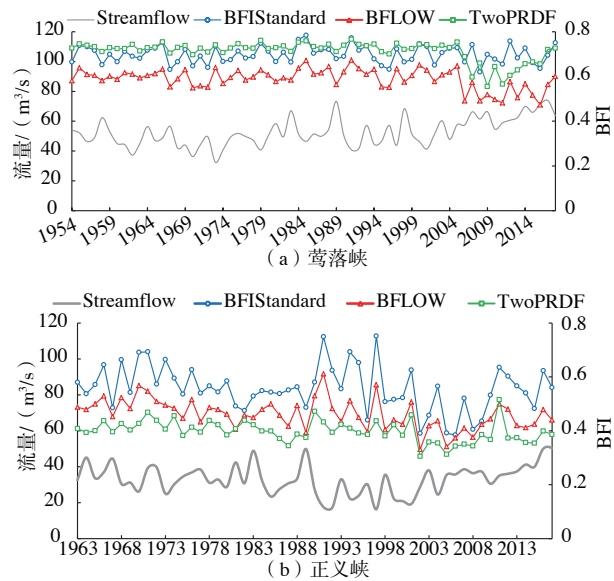 Streamflow BFIStandard BFLOW TwoPRDF
120 0.8
100
80 0.6
60 0.4
40
20 0.2
0 0
流量/（m³/s）
BFI
1954 1959 1964 1969 1974 1979 1984 1989 1994 1999 2004 2009 2014
（a）莺落峡
Streamflow BFIStandard BFLOW TwoPRDF
120 0.8
100
80 0.6
60 0.4
40
20 0.2
0 0
流量/（m³/s）
BFI
1963 1968 1973 1978 1983 1988 1993 1998 2003 2008 2013
（b）正义峡